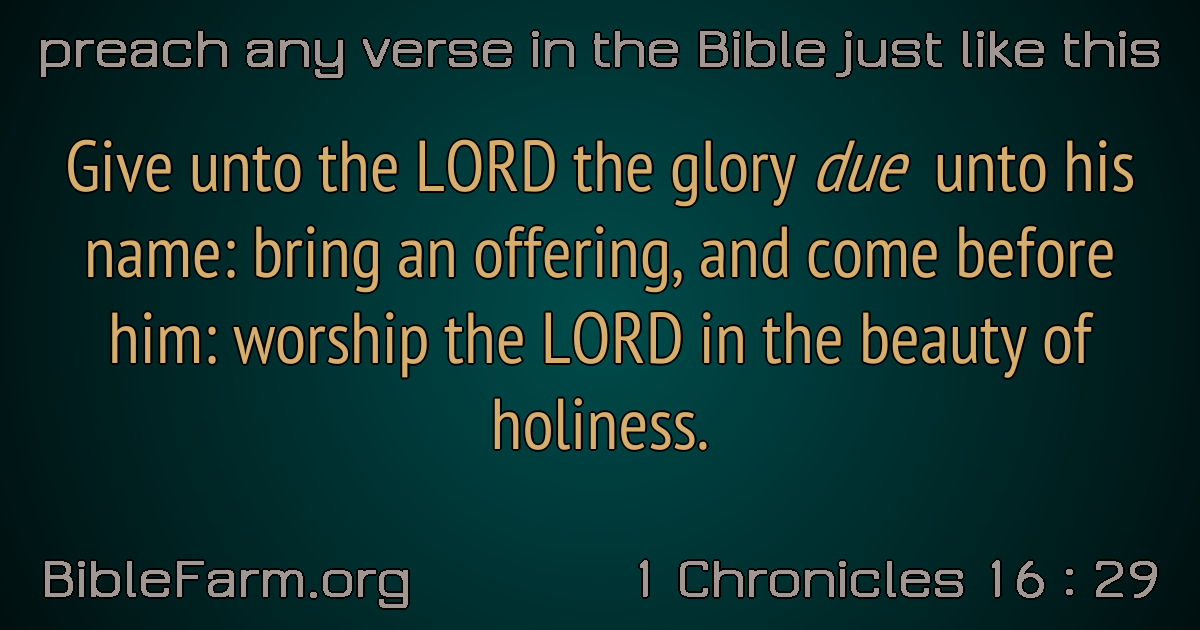 preach any verse in the Bible just like this
Give unto the LORD the glory due unto his
name: bring an offering, and come before
him: worship the LORD in the beauty of
holiness.
BibleFarm.org
1 Chronicles 16 : 29